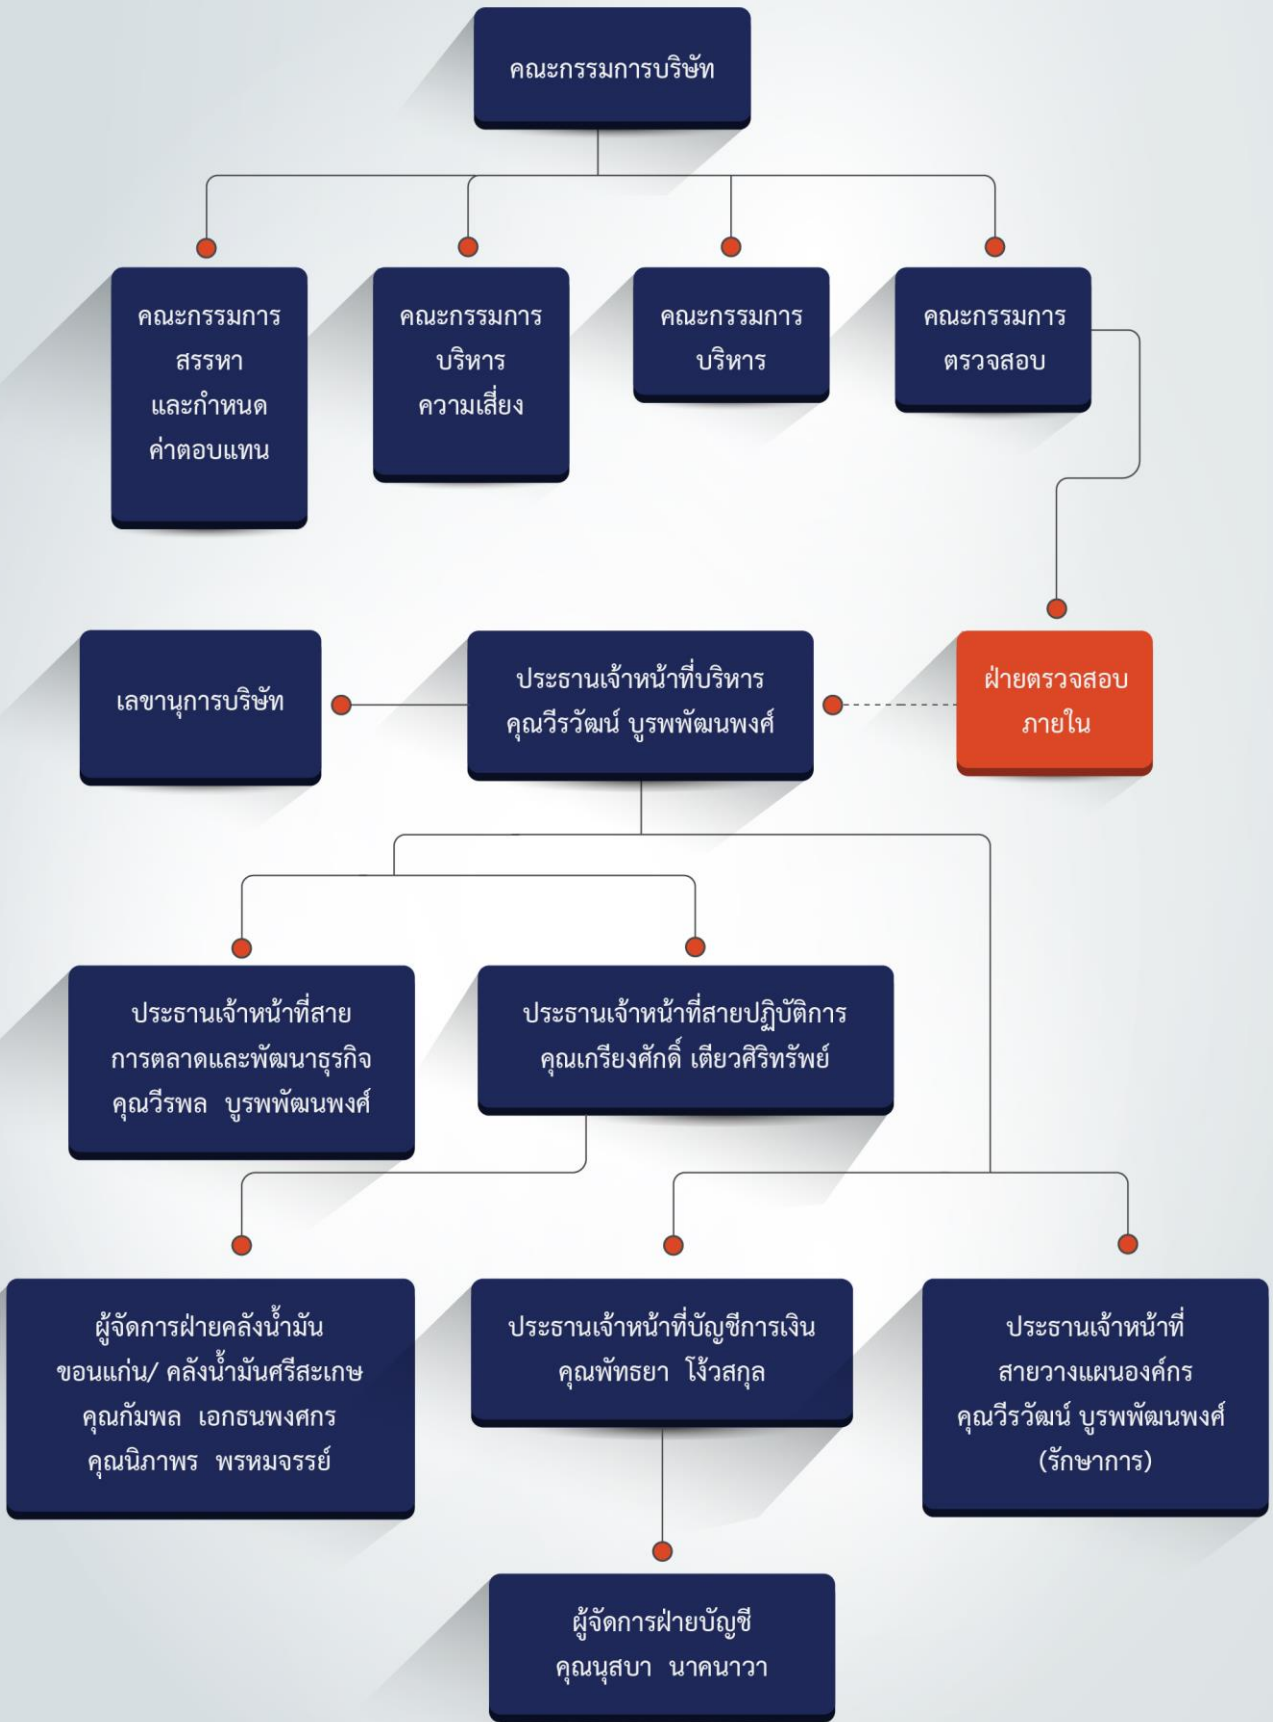 คณะกรรมการบริษัท
คณะกรรมการ
สรรหา
และกำหนด
ค่าตอบแทน
คณะกรรมการ
บริหาร
ความเสี่ยง
คณะกรรมการ
บริหาร
คณะกรรมการ
ตรวจสอบ
เลขานุการบริษัท
ประธานเจ้าหน้าที่บริหาร
คุณวีรวัฒน์ บูรพพัฒนพงศ์
ฝ่ายตรวจสอบ
ภายใน
ประธานเจ้าหน้าที่สาย
การตลาดและพัฒนาธุรกิจ
คุณวีรพล บูรพพัฒนพงศ์
ประธานเจ้าหน้าที่สายปฏิบัติการ
คุณเกรียงศักดิ์ เตียวศิริทรัพย์
ผู้จัดการฝ่ายคลังน้ำมัน
ขอนแก่น/ คลังน้ำมันศรีสะเกษ
คุณกัมพล เอกธนพงศกร
คุณนิภาพร พรหมจรรย์
ประธานเจ้าหน้าที่บัญชีการเงิน
คุณพัทธยา โง้วสกุล
ประธานเจ้าหน้าที่
สายวางแผนองค์กร
คุณวีรวัฒน์ บูรพพัฒนพงศ์
(รักษาการ)
ผู้จัดการฝ่ายบัญชี
คุณนุสบา นาคนาวา